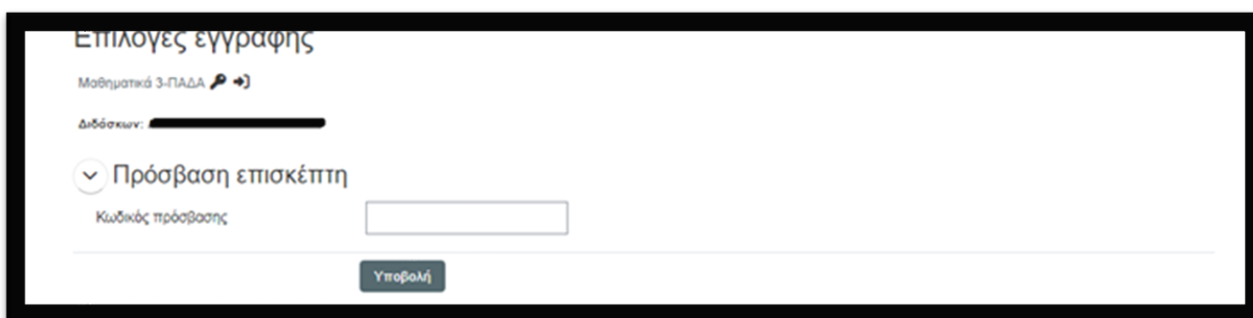 Επιλογές εγγραφής
Μαθηματικά 3-ΠΑΔΑ
Διδάσκων:
Πρόσβαση επισκέπτη
Κωδικός πρόσβασης
Υποβολή